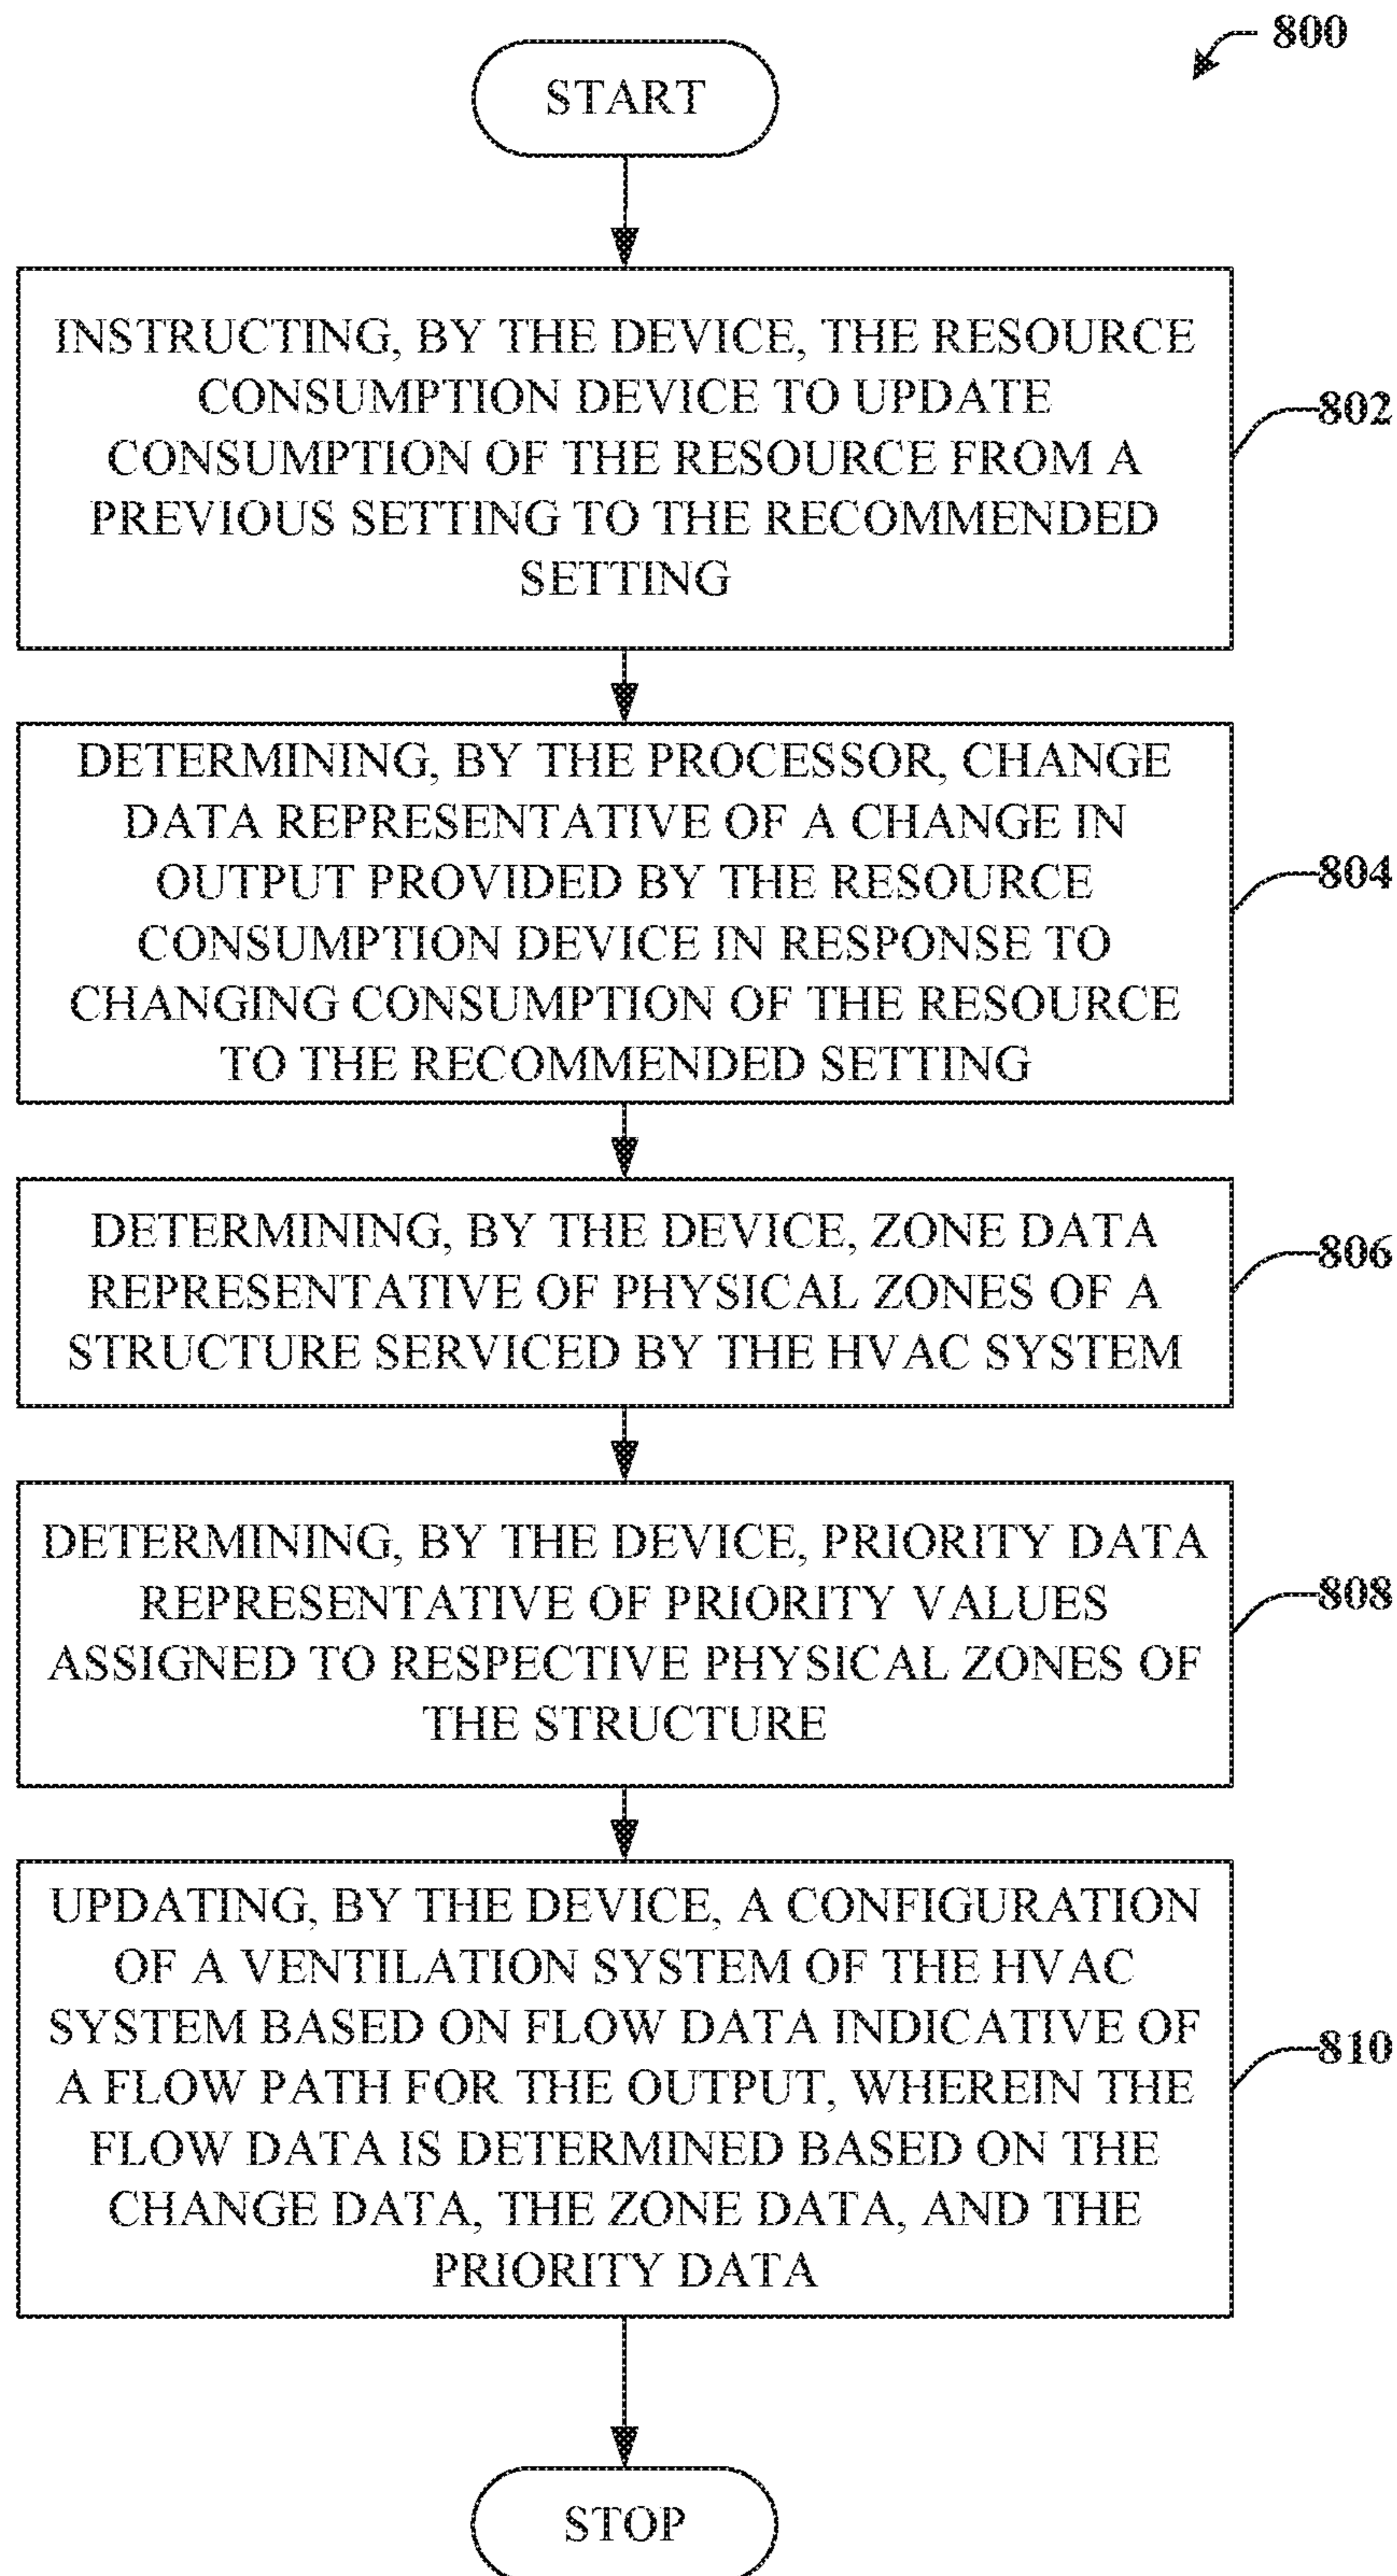 800
START
INSTRUCTING, BY THE DEVICE, THE RESOURCE
CONSUMPTION DEVICE TO UPDATE
CONSUMPTION OF THE RESOURCE FROM A
PREVIOUS SETTING TO THE RECOMMENDED
SETTING
802
DETERMINING, BY THE PROCESSOR, CHANGE
DATA REPRESENTATIVE OF A CHANGE IN
OUTPUT PROVIDED BY THE RESOURCE
CONSUMPTION DEVICE IN RESPONSE TO
CHANGING CONSUMPTION OF THE RESOURCE
TO THE RECOMMENDED SETTING
804
DETERMINING, BY THE DEVICE, ZONE DATA
REPRESENTATIVE OF PHYSICAL ZONES OF A
STRUCTURE SERVICED BY THE HVAC SYSTEM
806
DETERMINING, BY THE DEVICE, PRIORITY DATA
REPRESENTATIVE OF PRIORITY VALUES
ASSIGNED TO RESPECTIVE PHYSICAL ZONES OF
THE STRUCTURE
808
UPDATING, BY THE DEVICE, A CONFIGURATION
OF A VENTILATION SYSTEM OF THE HVAC
SYSTEM BASED ON FLOW DATA INDICATIVE OF
A FLOW PATH FOR THE OUTPUT, WHEREIN THE
FLOW DATA IS DETERMINED BASED ON THE
CHANGE DATA, THE ZONE DATA, AND THE
PRIORITY DATA
810
STOP